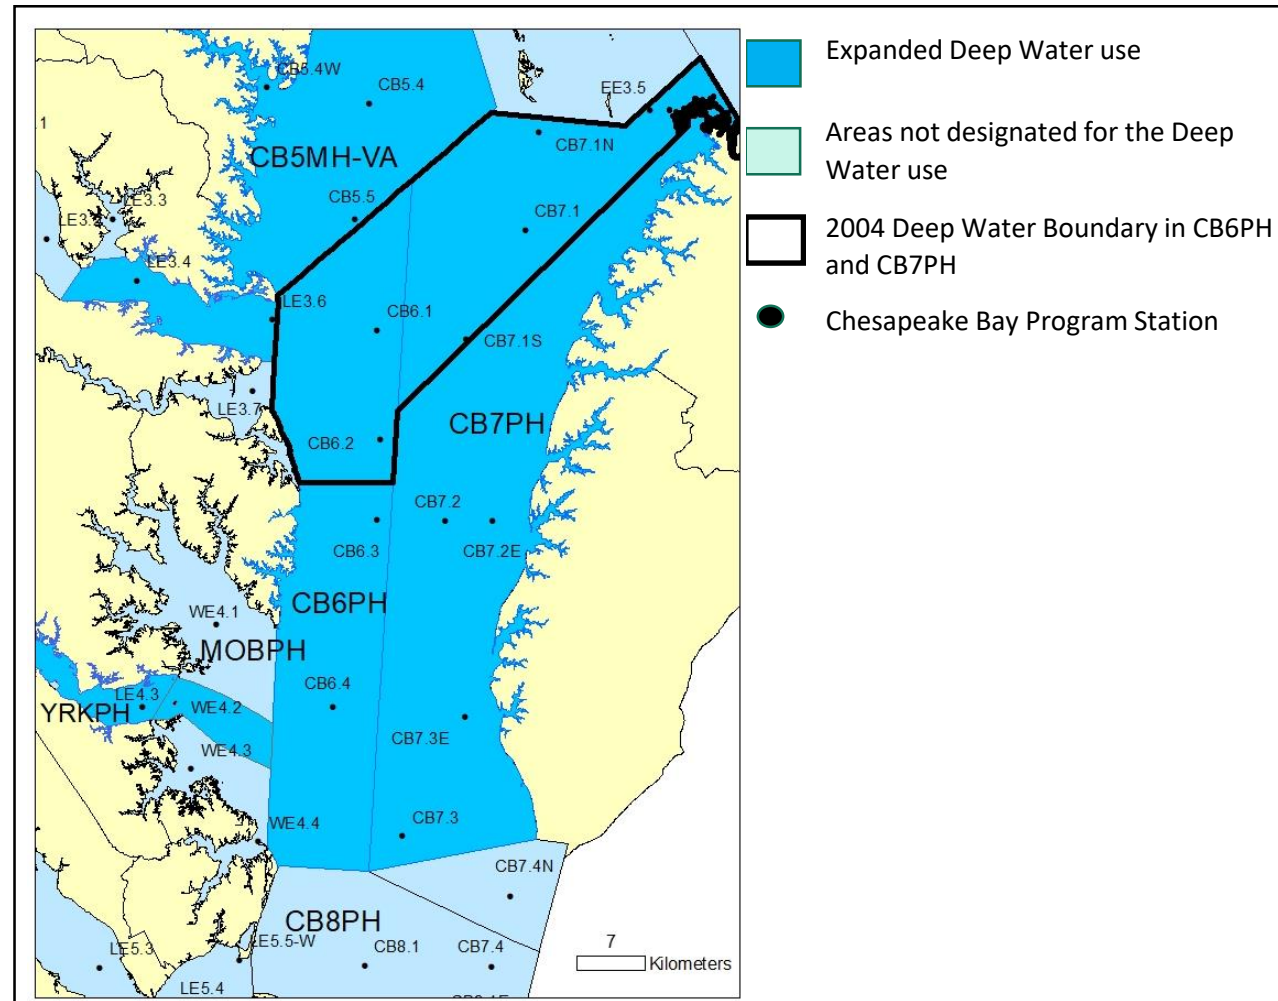 Expanded Deep Water use
Areas not designated for the Deep
Water use
2004 Deep Water Boundary in CB6PH
and CB7PH
Chesapeake Bay Program Station
CB5.4W
CB5.4
EE3.5
.1
CB7.1N
CB5MH-VA
LE3.3
CB5.5
CB7.1
LE3.4
LE3.6
CB6.1
CB7.1S
LE3.7
CB7PH
CB6.2
CB7.2
CB6.3
CB7.2E
CB6PH
WE4.1
MOBPH
LE4.3
CB6.4
YRKPH
WE4.2
CB7.3E
WE4.3
CB7.3
WE4.4
CB7.4N
CB8PH
LE5.3
LE5.5-W
CB8.1
CB7.4
7
Kilometers
LE5.4